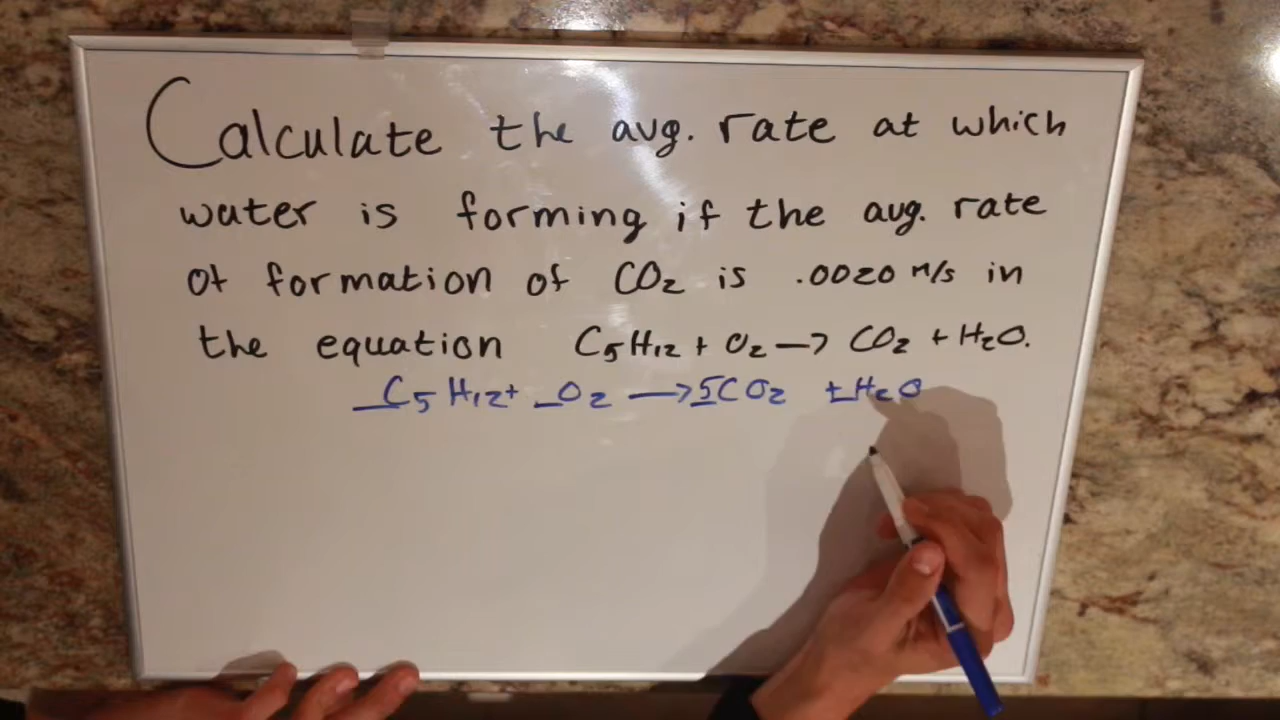 Calculate the avg. rate at which
water is forming if the avg. rate
of formation of CO₂ is .0020 M/s in
the equation C₅H₁₂ + O₂ → CO₂ + H₂O.
_C₅H₁₂ + _O₂ → 5CO₂ + _H₂O